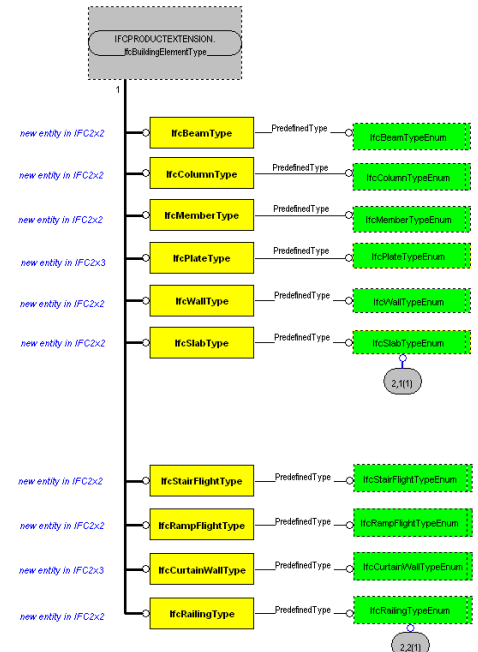 IFCPRODUCTEXTENSION.
IfcBuildingElementType
1
new entity in IFC2x2 IfcBeamType PredefinedType IfcBeamTypeEnum
new entity in IFC2x2 IfcColumnType PredefinedType IfcColumnTypeEnum
new entity in IFC2x2 IfcMemberType PredefinedType IfcMemberTypeEnum
new entity in IFC2x3 IfcPlateType PredefinedType IfcPlateTypeEnum
new entity in IFC2x2 IfcWallType PredefinedType IfcWallTypeEnum
new entity in IFC2x2 IfcSlabType PredefinedType IfcSlabTypeEnum
2,1(1)
new entity in IFC2x2 IfcStairFlightType PredefinedType IfcStairFlightTypeEnum
new entity in IFC2x2 IfcRampFlightType PredefinedType IfcRampFlightTypeEnum
new entity in IFC2x3 IfcCurtainWallType PredefinedType IfcCurtainWallTypeEnum
new entity in IFC2x2 IfcRailingType PredefinedType IfcRailingTypeEnum
2,2(1)